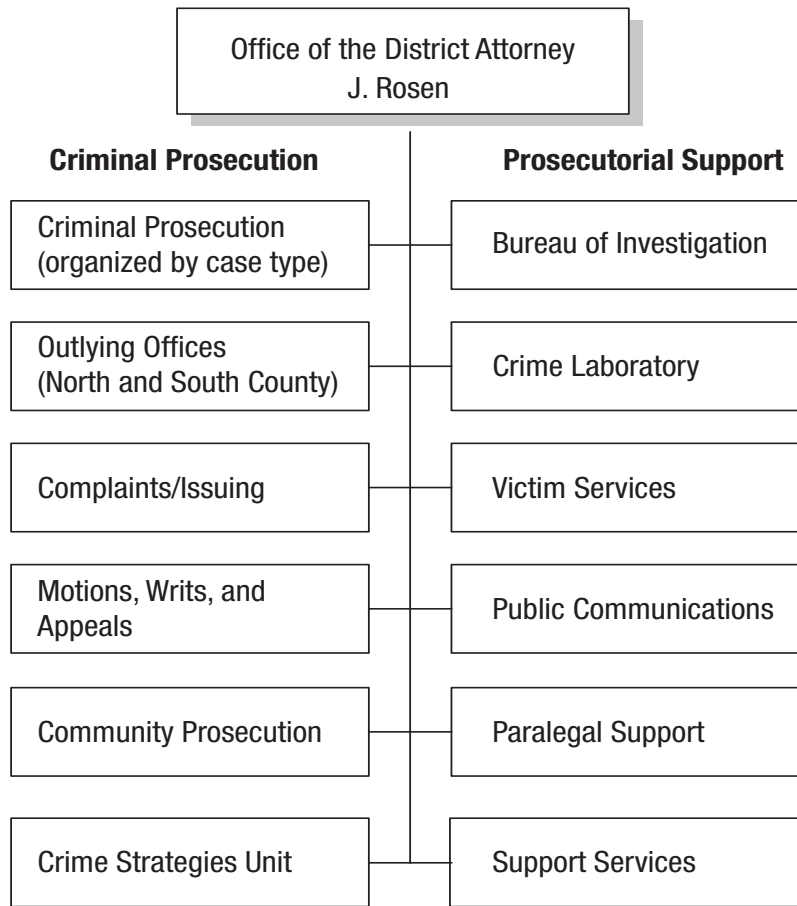 Office of the District Attorney
J. Rosen
Criminal Prosecution
Criminal Prosecution
(organized by case type)
Outlying Offices
(North and South County)
Complaints/Issuing
Motions, Writs, and
Appeals
Community Prosecution
Crime Strategies Unit
Prosecutorial Support
Bureau of Investigation
Crime Laboratory
Victim Services
Public Communications
Paralegal Support
Support Services